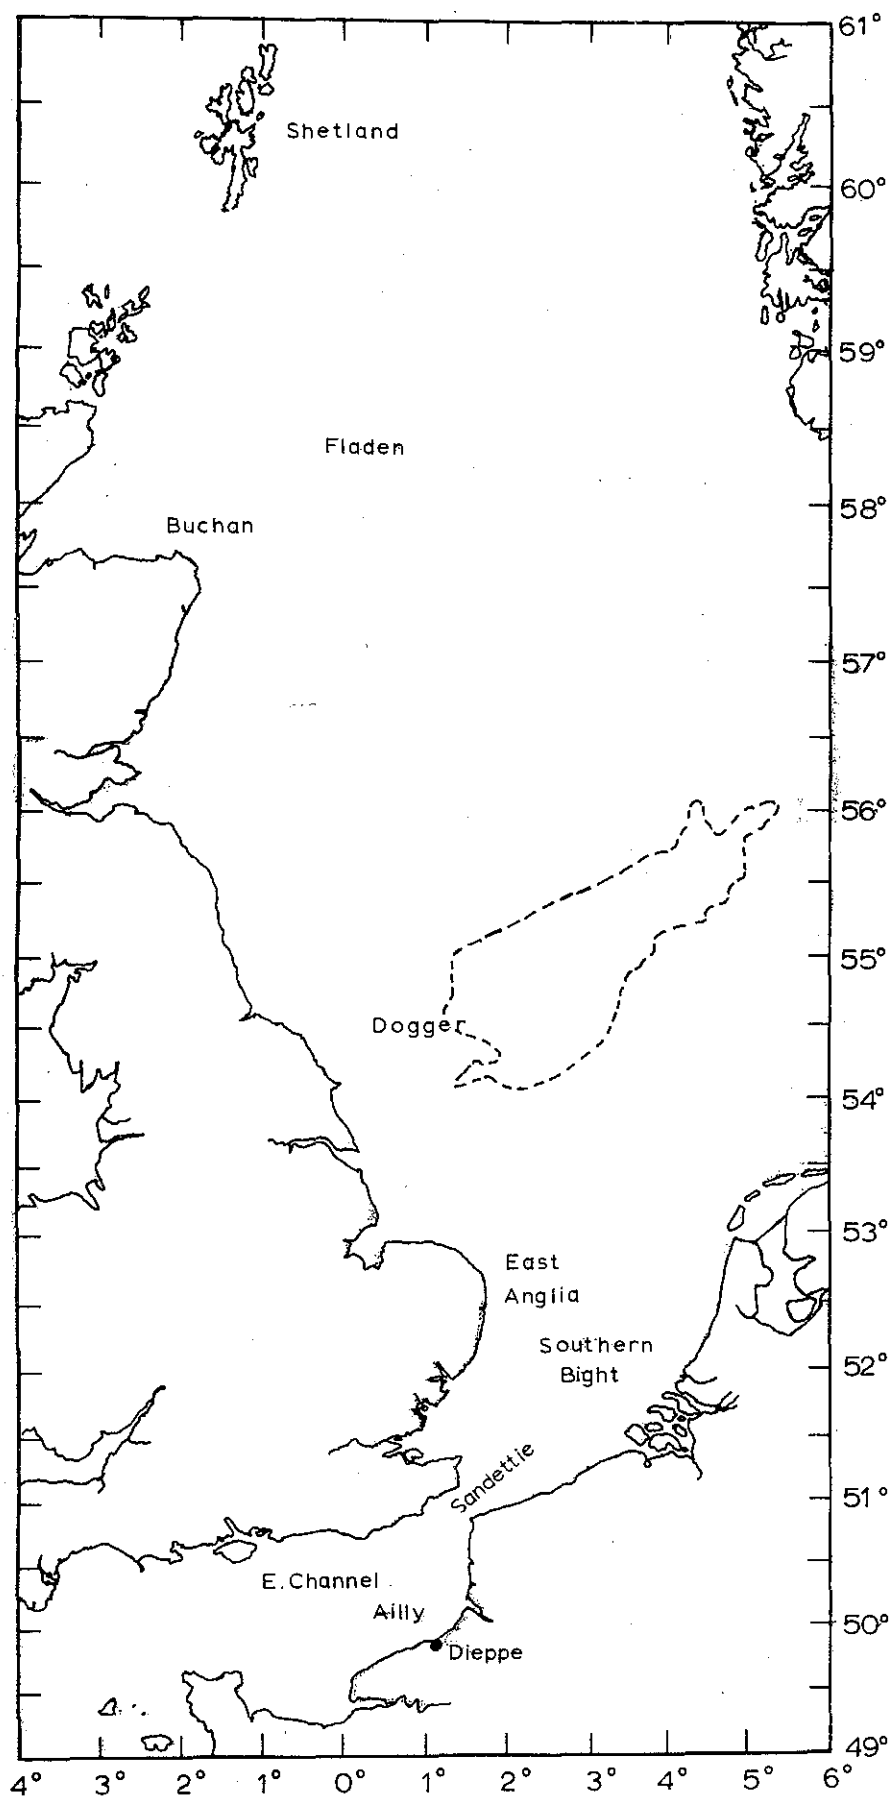 61°
Shetland
60°
59°
Fladen
58°
Buchan
57°
56°
55°
Dogger
54°
53°
East
Anglia
Southern
Bight
52°
Sandettie
51°
E. Channel
Ailly
50°
Dieppe
49°
4° 3° 2° 1° 0° 1° 2° 3° 4° 5° 6°